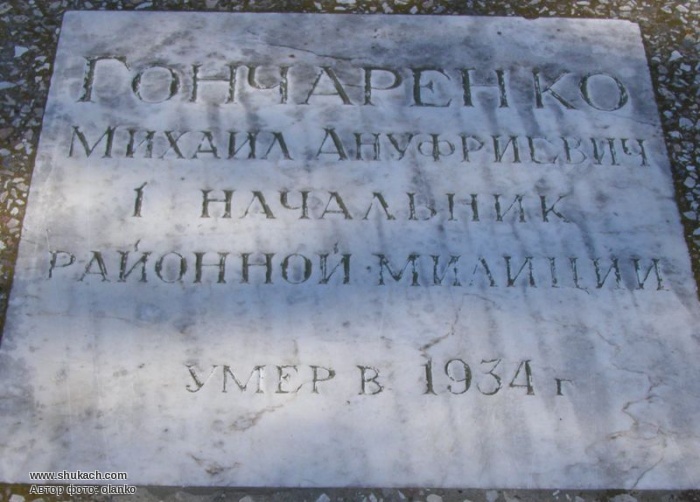 ГОНЧАРЕНКО
МИХАИЛ АНУФРИЕВИЧ
1 НАЧАЛЬНИК
РАЙОННОЙ МИЛИЦИИ
УМЕР В 1934 г
www.shukach.com
Автор фото: olanko